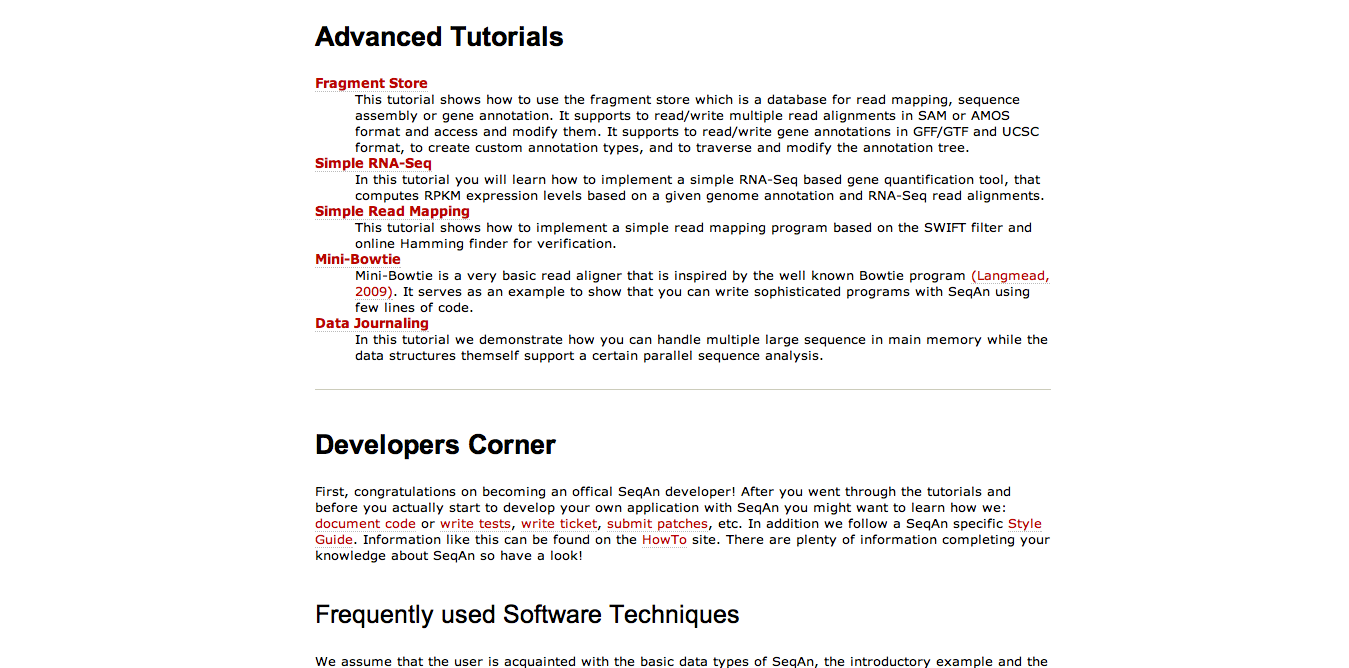 Advanced Tutorials
Fragment Store
This tutorial shows how to use the fragment store which is a database for read mapping, sequence
assembly or gene annotation. It supports to read/write multiple read alignments in SAM or AMOS
format and access and modify them. It supports to read/write gene annotations in GFF/GTF and UCSC
format, to create custom annotation types, and to traverse and modify the annotation tree.
Simple RNA-Seq
In this tutorial you will learn how to implement a simple RNA-Seq based gene quantification tool, that
computes RPKM expression levels based on a given genome annotation and RNA-Seq read alignments.
Simple Read Mapping
This tutorial shows how to implement a simple read mapping program based on the SWIFT filter and
online Hamming finder for verification.
Mini-Bowtie
Mini-Bowtie is a very basic read aligner that is inspired by the well known Bowtie program (Langmead,
2009). It serves as an example to show that you can write sophisticated programs with SeqAn using
few lines of code.
Data Journaling
In this tutorial we demonstrate how you can handle multiple large sequence in main memory while the
data structures themself support a certain parallel sequence analysis.
Developers Corner
First, congratulations on becoming an offical SeqAn developer! After you went through the tutorials and
before you actually start to develop your own application with SeqAn you might want to learn how we:
document code or write tests, write ticket, submit patches, etc. In addition we follow a SeqAn specific Style
Guide. Information like this can be found on the HowTo site. There are plenty of information completing your
knowledge about SeqAn so have a look!
Frequently used Software Techniques
We assume that the user is acquainted with the basic data types of SeqAn, the introductory example and the